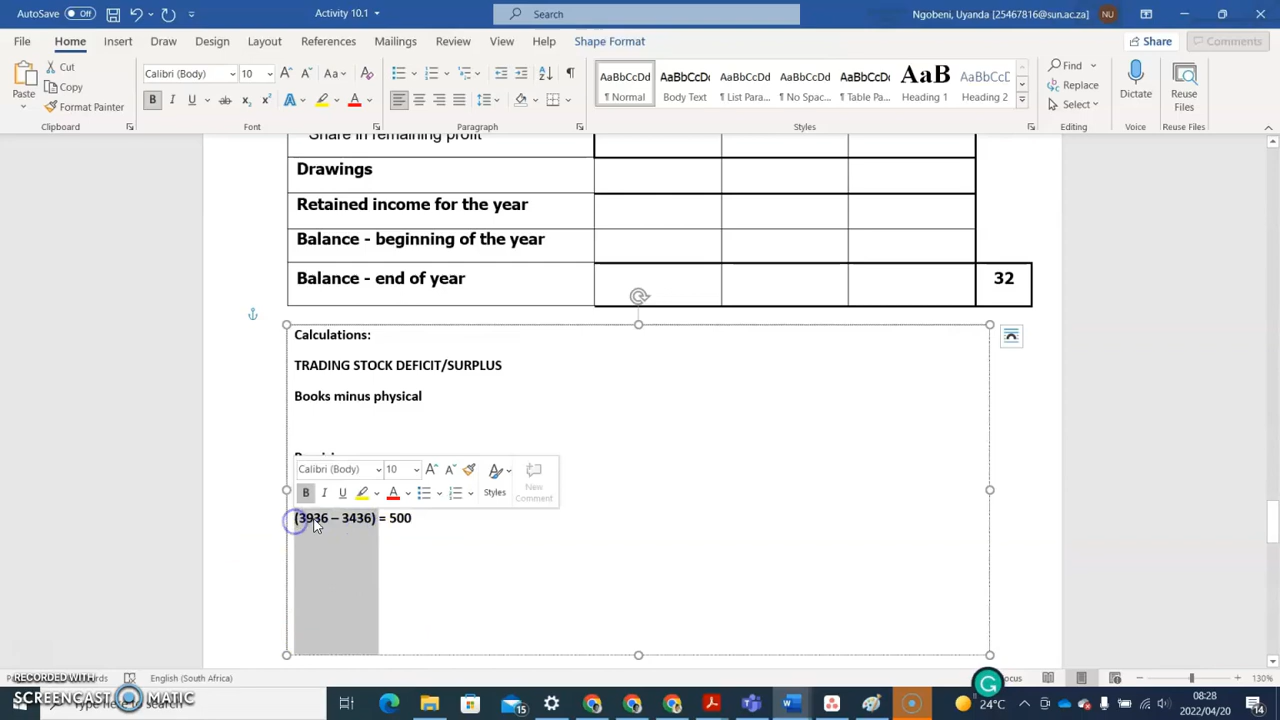 AutoSave Off
Activity 10.1
Search
Ngobeni, Uyanda [25467816@sun.ac.za] NU
File Home Insert Draw Design Layout References Mailings Review View Help Shape Format Share Comments
Paste
Cut
Copy
Format Painter
Clipboard
Calibri (Body) 10
Font
Paragraph
AaBbCcDd AaBbCcDc AaBbCcDd AaBbCcDd AaBbCcDd AaB AaBbCcDd
¶ Normal Body Text ¶ List Para... ¶ No Spac... ¶ Table Pa... Heading 1 Heading 2
Styles
Find
Replace
Select
Editing
Dictate
Voice
Reuse Files
Reuse Files
Share in remaining profit
Drawings
Retained income for the year
Balance - beginning of the year
Balance - end of year 32
Calculations:
TRADING STOCK DEFICIT/SURPLUS
Books minus physical
Calibri (Body) 10
Styles
New Comment
(3936 – 3436) = 500
RECORDED WITH
SCREENCAST MATIC
English (South Africa)
130%
15
24°C
ENG
08:28
2022/04/20
14